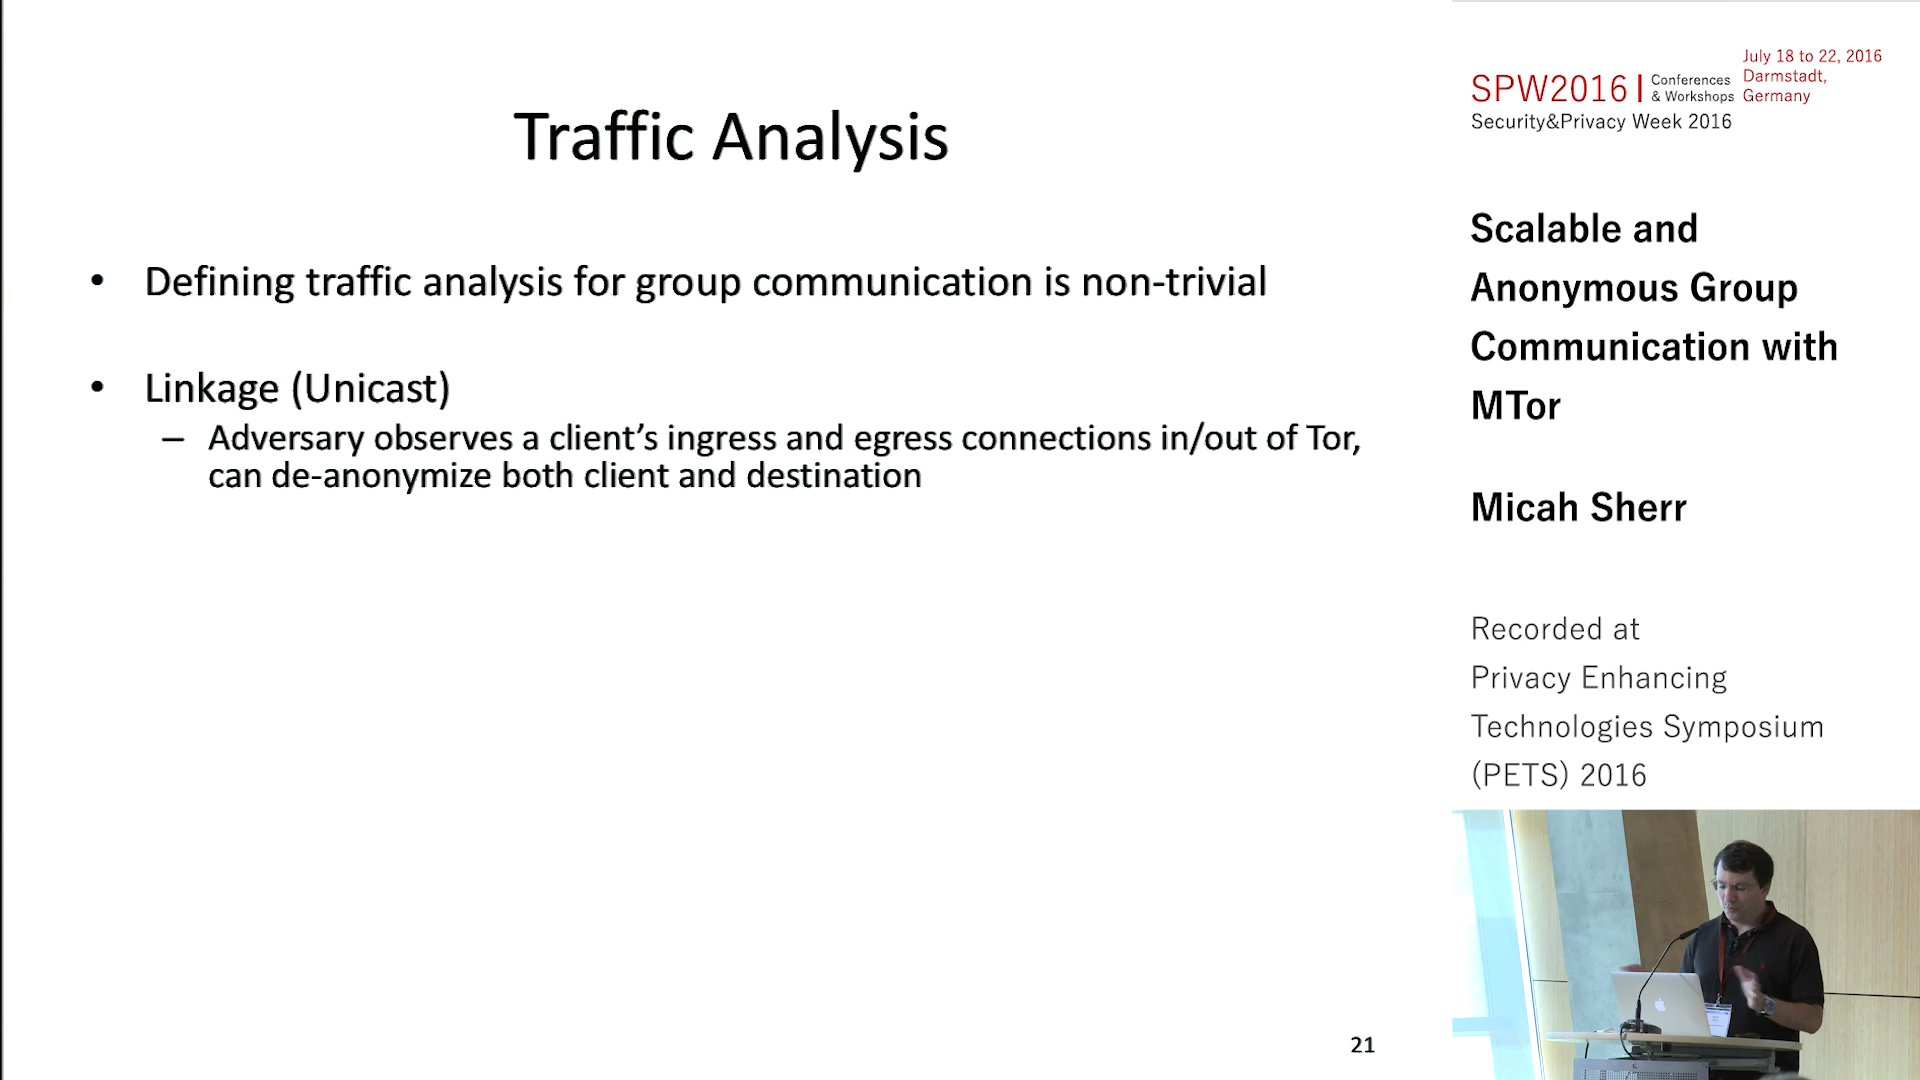 Traffic Analysis
• Defining traffic analysis for group communication is non-trivial
• Linkage (Unicast)
– Adversary observes a client's ingress and egress connections in/out of Tor,
can de-anonymize both client and destination
21
SPW2016 | Conferences & Workshops
July 18 to 22, 2016
Darmstadt,
Germany
Security&Privacy Week 2016
Scalable and
Anonymous Group
Communication with
MTor
Micah Sherr
Recorded at
Privacy Enhancing
Technologies Symposium
(PETS) 2016